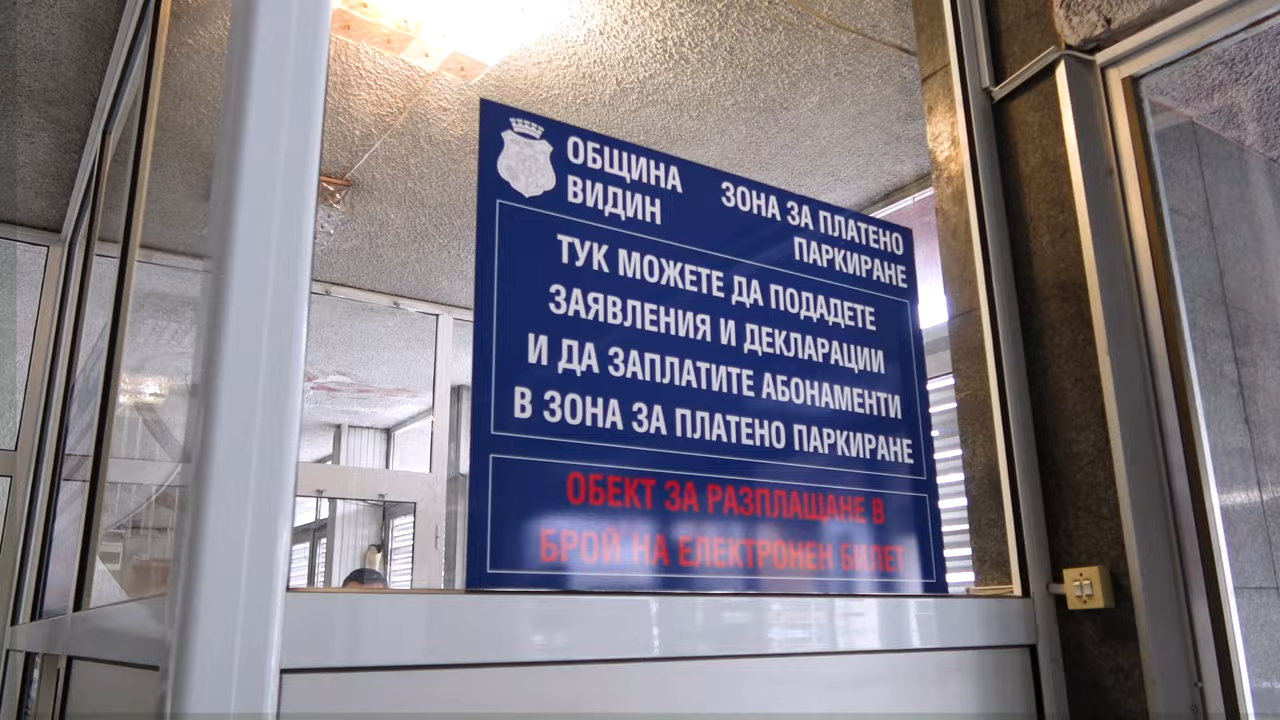 ОБЩИНА
ВИДИН
ЗОНА ЗА ПЛАТЕНО
ПАРКИРАНЕ
ТУК МОЖЕТЕ ДА ПОДАДЕТЕ
ЗАЯВЛЕНИЯ И ДЕКЛАРАЦИИ
И ДА ЗАПЛАТИТЕ АБОНАМЕНТИ
В ЗОНА ЗА ПЛАТЕНО ПАРКИРАНЕ
ОБЕКТ ЗА РАЗПЛАЩАНЕ В
БРОЙ НА ЕЛЕКТРОНЕН БИЛЕТ